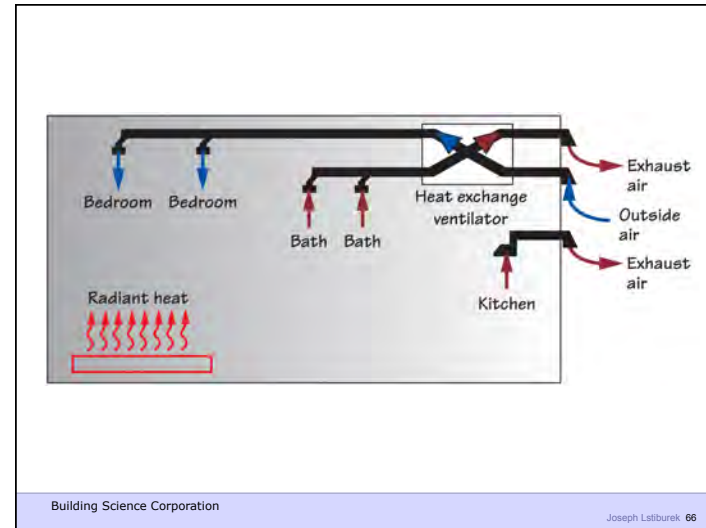 Exhaust
air
Bedroom Bedroom
Heat exchange
ventilator
Outside
air
Bath Bath
Exhaust
air
Radiant heat
Kitchen
Building Science Corporation
Joseph Lstiburek 66